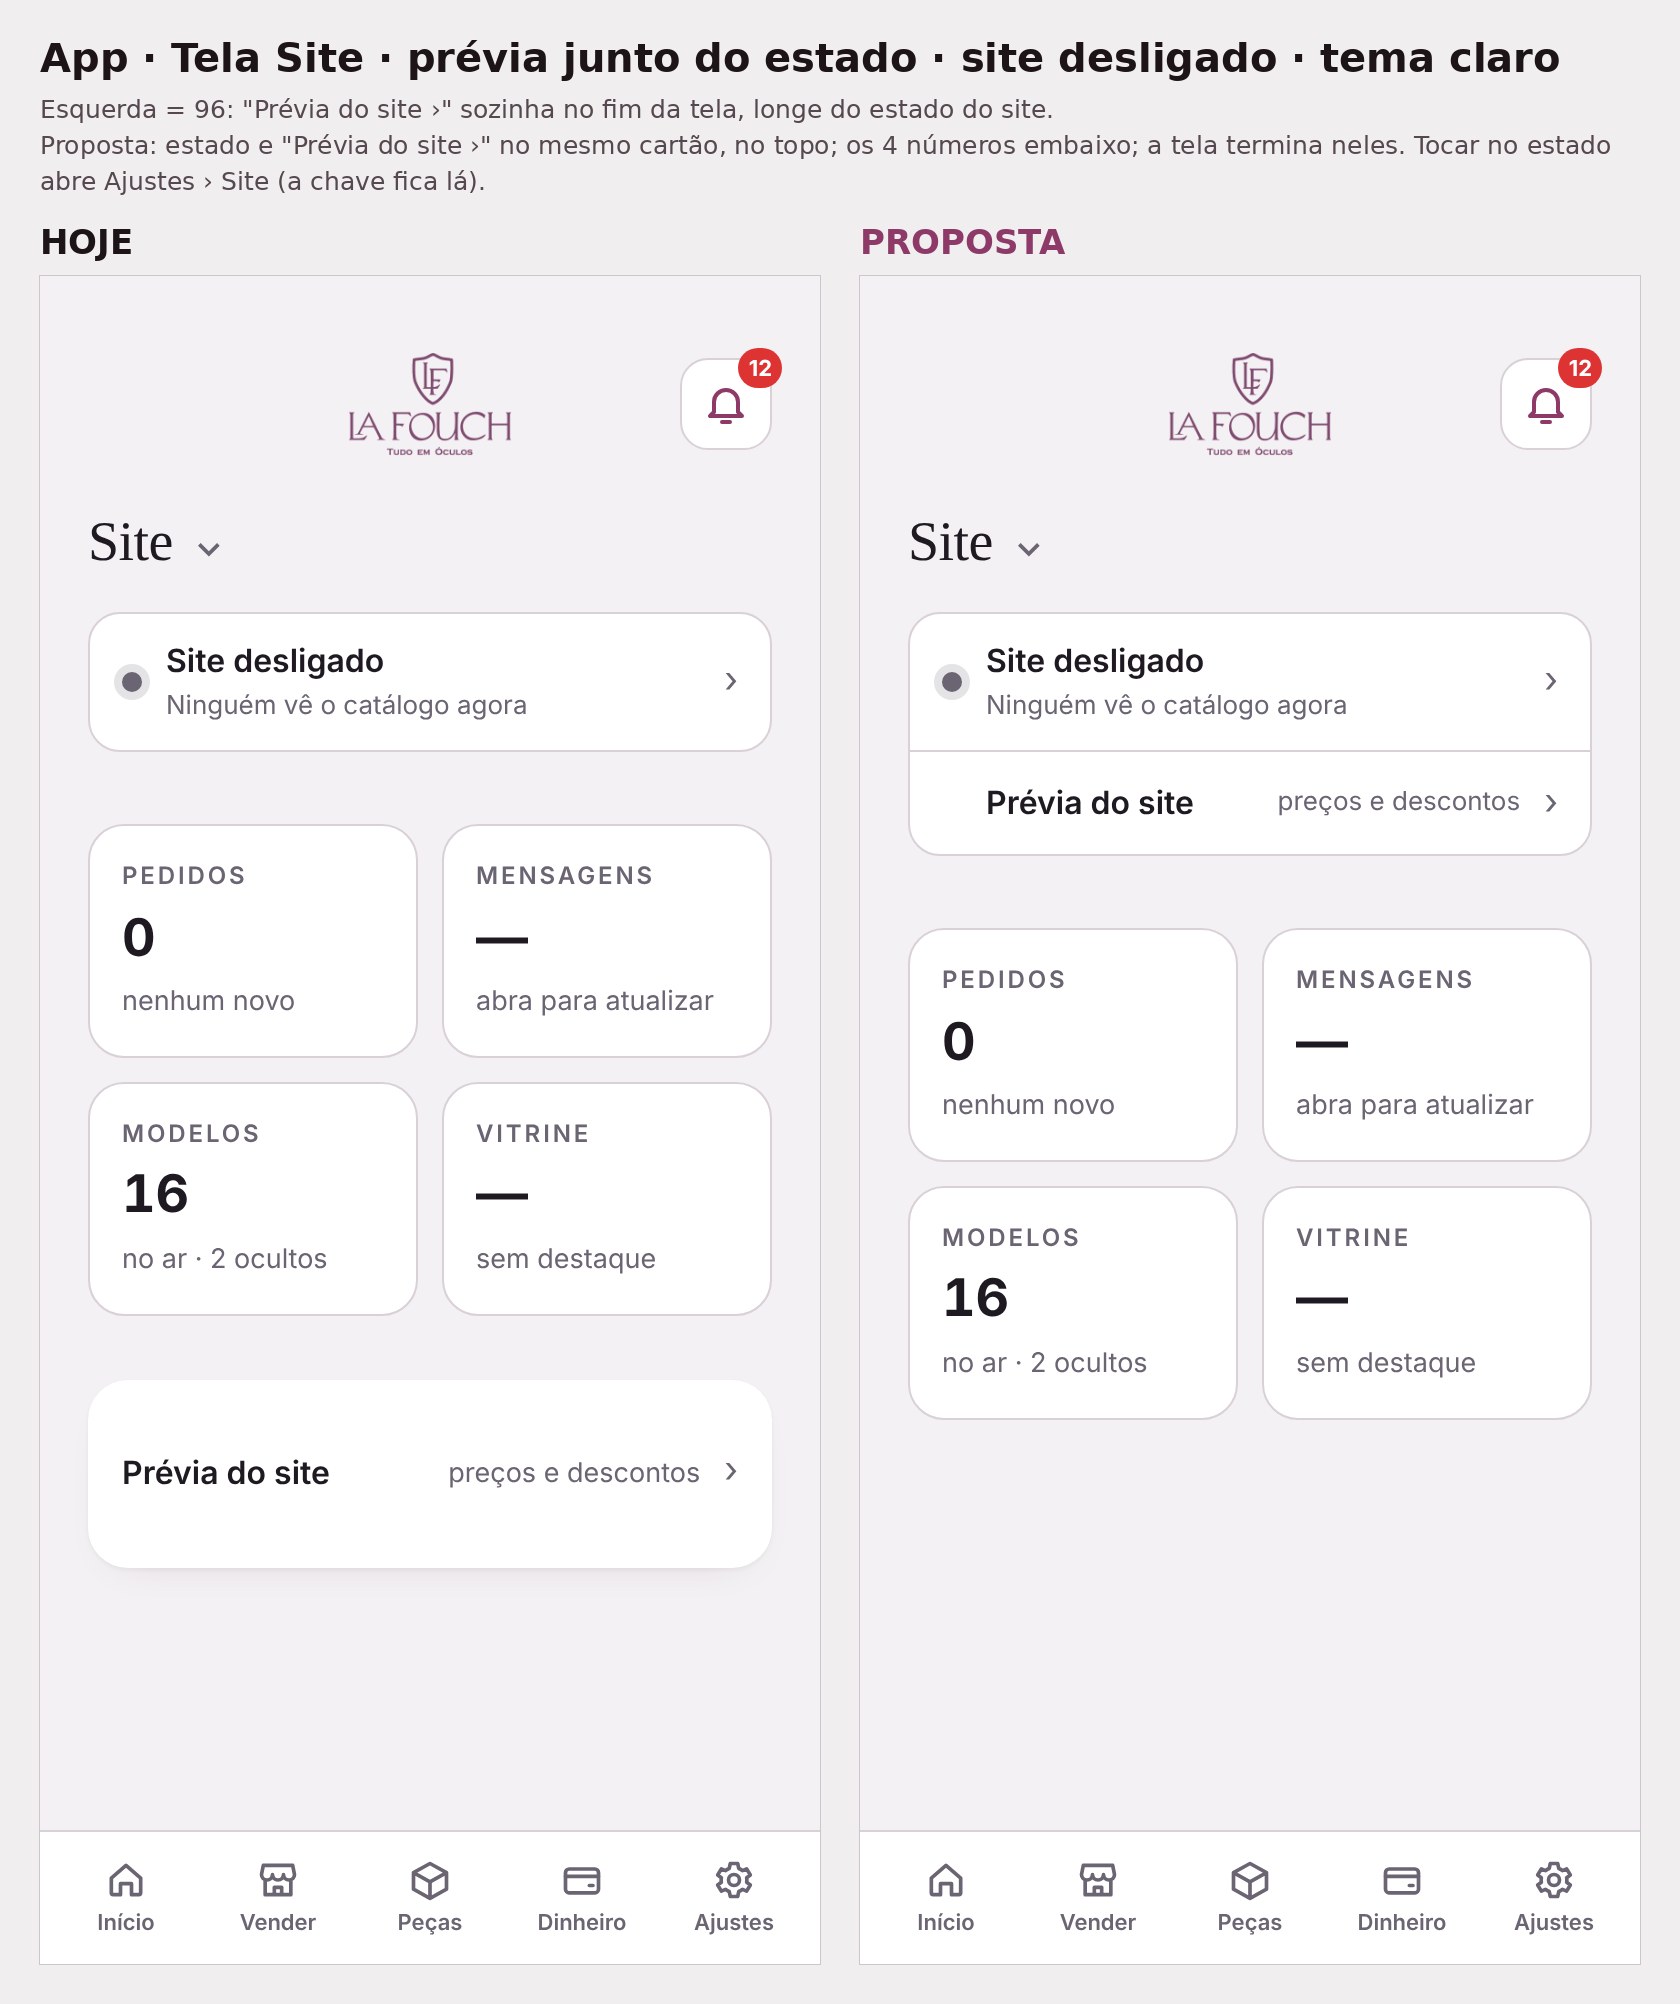 App · Tela Site · prévia junto do estado · site desligado · tema claro
Esquerda = 96: "Prévia do site ›" sozinha no fim da tela, longe do estado do site.
Proposta: estado e "Prévia do site ›" no mesmo cartão, no topo; os 4 números embaixo; a tela termina neles. Tocar no estado
abre Ajustes › Site (a chave fica lá).
HOJE
12
LF
LA FOUCH
TUDO EM ÓCULOS
Site
Site desligado
Ninguém vê o catálogo agora
PEDIDOS
0
nenhum novo
MENSAGENS
—
abra para atualizar
MODELOS
16
no ar · 2 ocultos
VITRINE
—
sem destaque
Prévia do site
preços e descontos
Início
Vender
Peças
Dinheiro
Ajustes
PROPOSTA
12
LF
LA FOUCH
TUDO EM ÓCULOS
Site
Site desligado
Ninguém vê o catálogo agora
Prévia do site
preços e descontos
PEDIDOS
0
nenhum novo
MENSAGENS
—
abra para atualizar
MODELOS
16
no ar · 2 ocultos
VITRINE
—
sem destaque
Início
Vender
Peças
Dinheiro
Ajustes